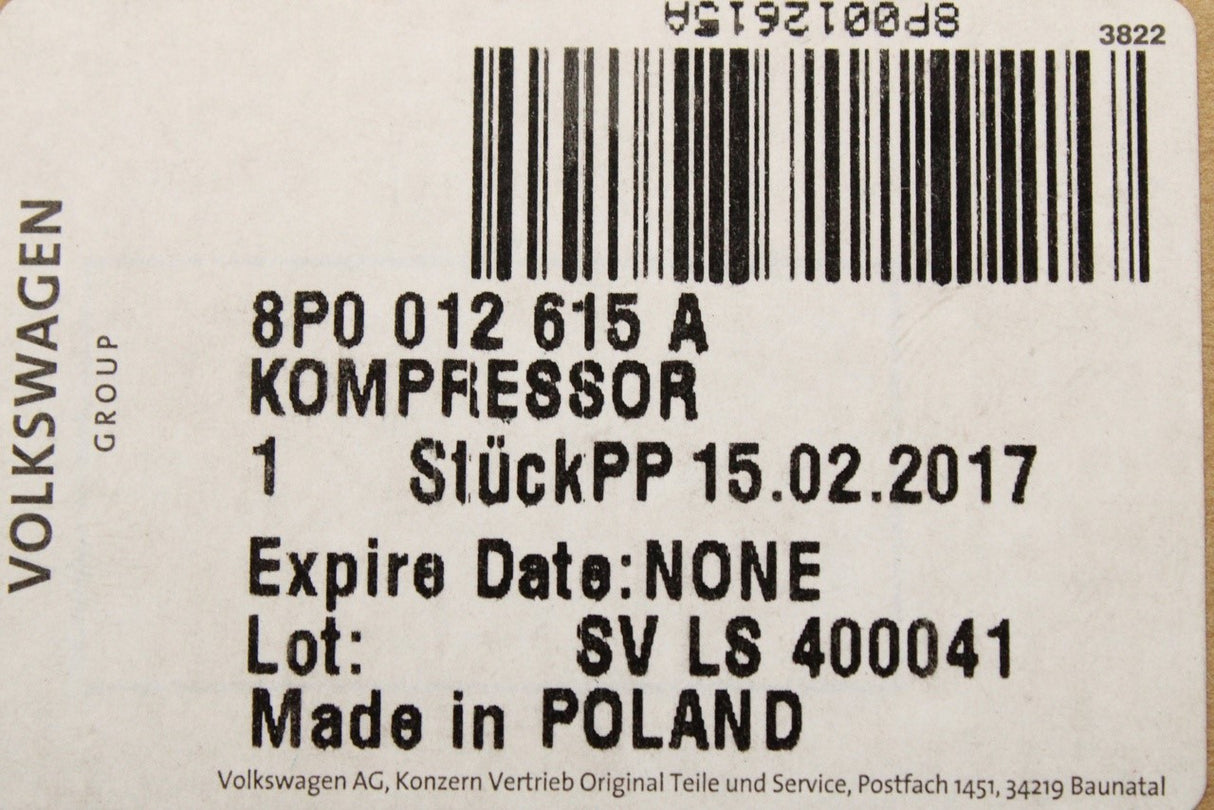 8P0012615A
3822
VOLKSWAGEN
GROUP
8P0 012 615 A
KOMPRESSOR
1 StückPP 15.02.2017
Expire Date:NONE
Lot: SV LS 400041
Made in POLAND
Volkswagen AG, Konzern Vertrieb Original Teile und Service, Postfach 1451, 34219 Baunatal